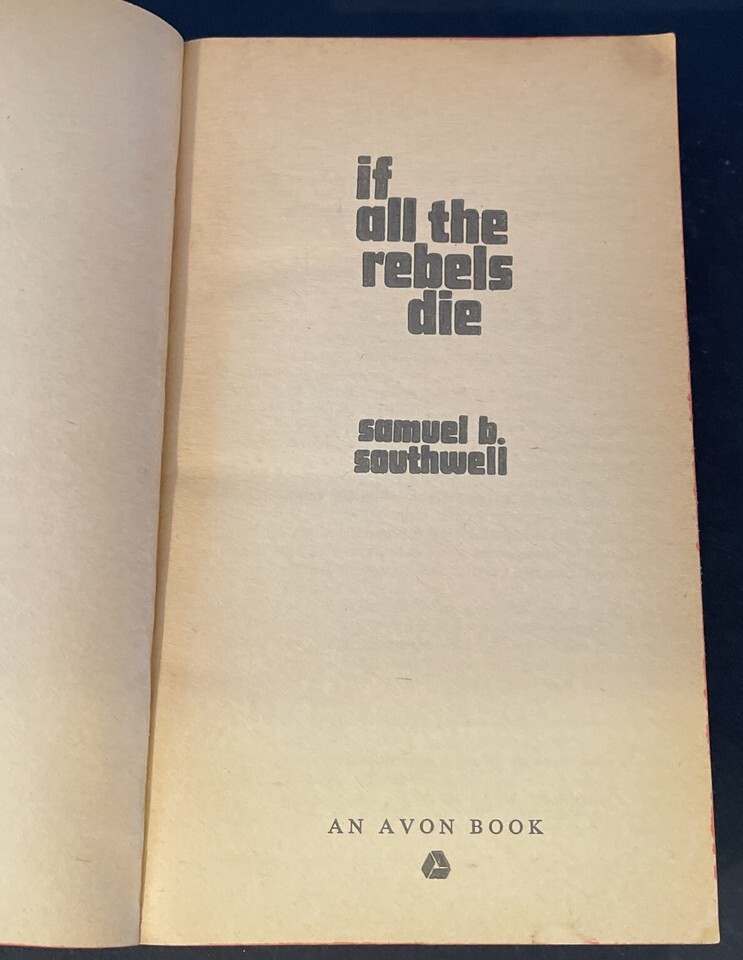 if
all the
rebels
die
samuel b.
southwell
AN AVON BOOK